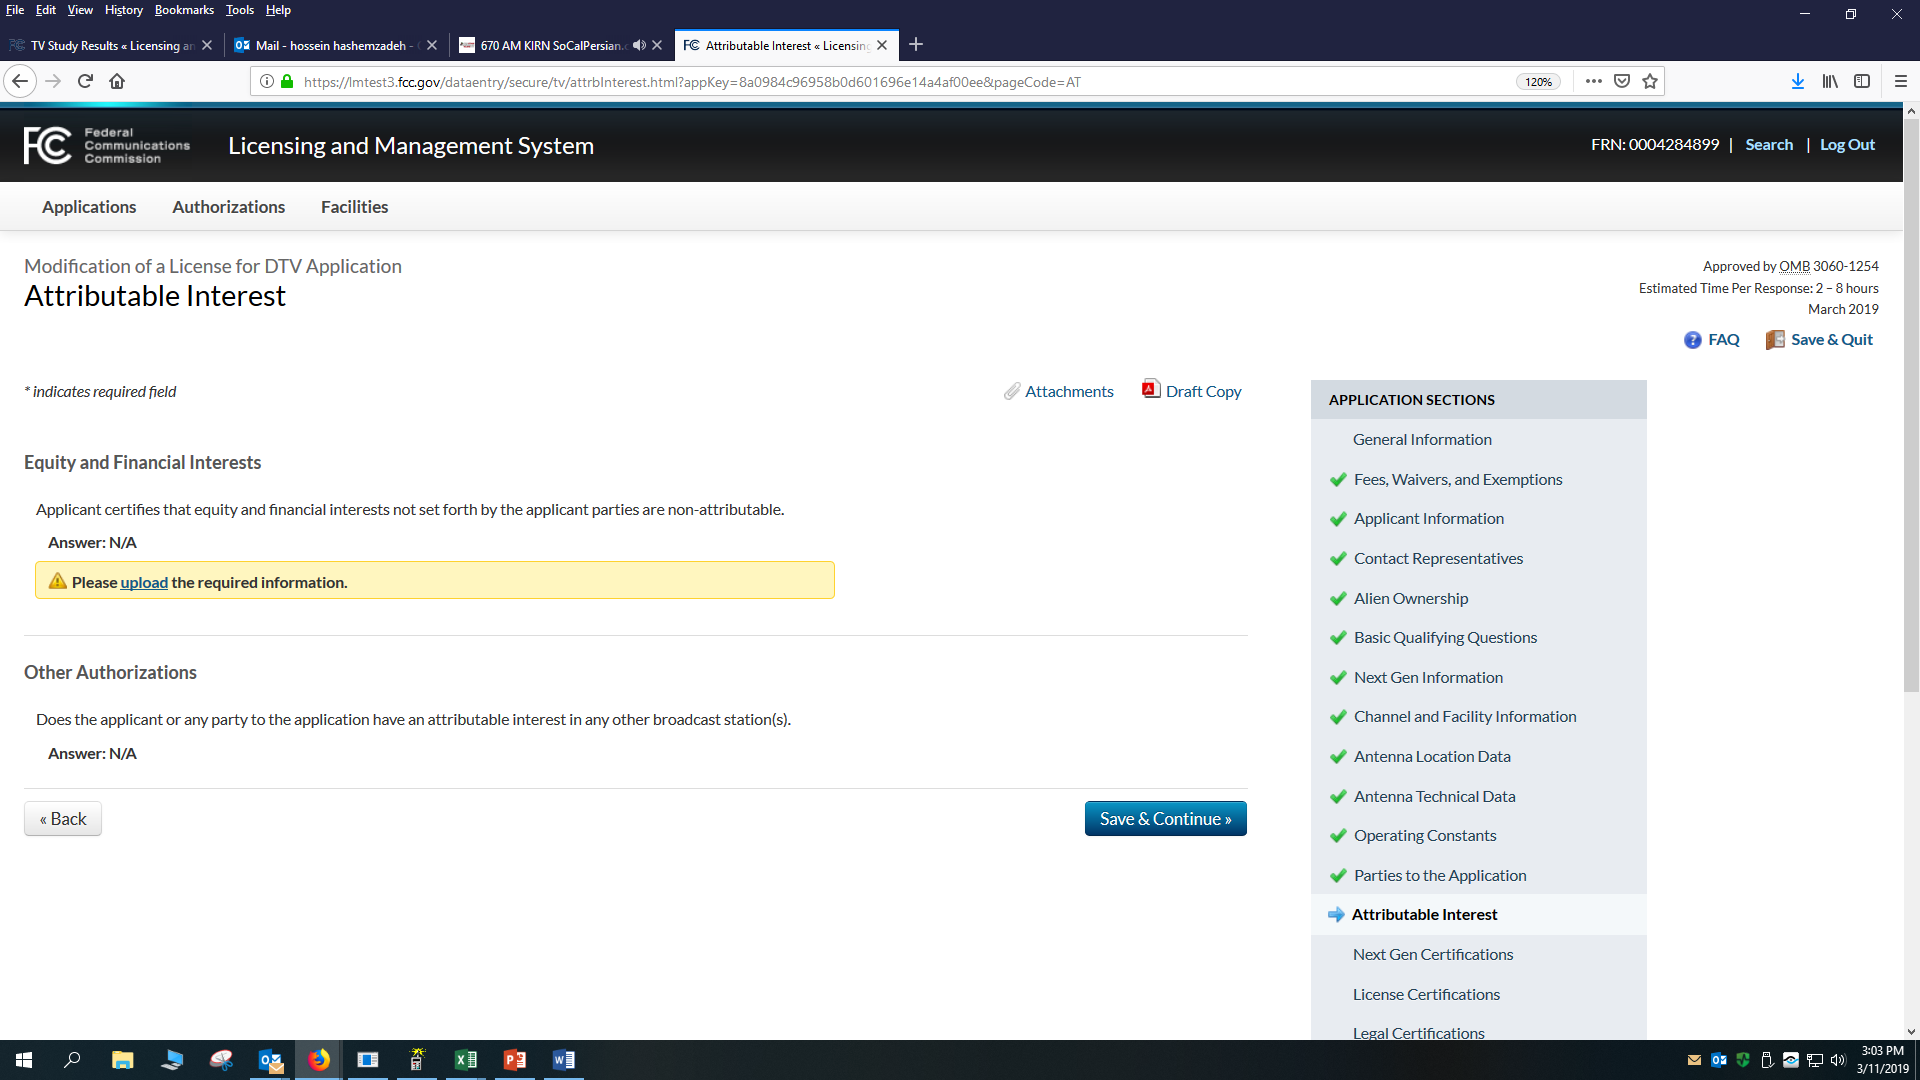 File Edit View History Bookmarks Tools Help
TV Study Results « Licensing an
Mail - hossein hashemzadeh -
670 AM KIRN SoCalPersian.
Attributable Interest « Licensing
https://lmtest3.fcc.gov/dataentry/secure/tv/attrbInterest.html?appKey=8a0984c96958b0d601696e14a4af00ee&pageCode=AT
120%
FC Federal Communications Commission
Licensing and Management System
FRN: 0004284899 | Search | Log Out
Applications Authorizations Facilities
Modification of a License for DTV Application
Attributable Interest
Approved by OMB 3060-1254
Estimated Time Per Response: 2 – 8 hours
March 2019
FAQ Save & Quit
* indicates required field
Attachments Draft Copy
Equity and Financial Interests
Applicant certifies that equity and financial interests not set forth by the applicant parties are non-attributable.
Answer: N/A
Please upload the required information.
Other Authorizations
Does the applicant or any party to the application have an attributable interest in any other broadcast station(s).
Answer: N/A
« Back
Save & Continue »
APPLICATION SECTIONS
General Information
Fees, Waivers, and Exemptions
Applicant Information
Contact Representatives
Alien Ownership
Basic Qualifying Questions
Next Gen Information
Channel and Facility Information
Antenna Location Data
Antenna Technical Data
Operating Constants
Parties to the Application
Attributable Interest
Next Gen Certifications
License Certifications
Legal Certifications
3:03 PM
3/11/2019